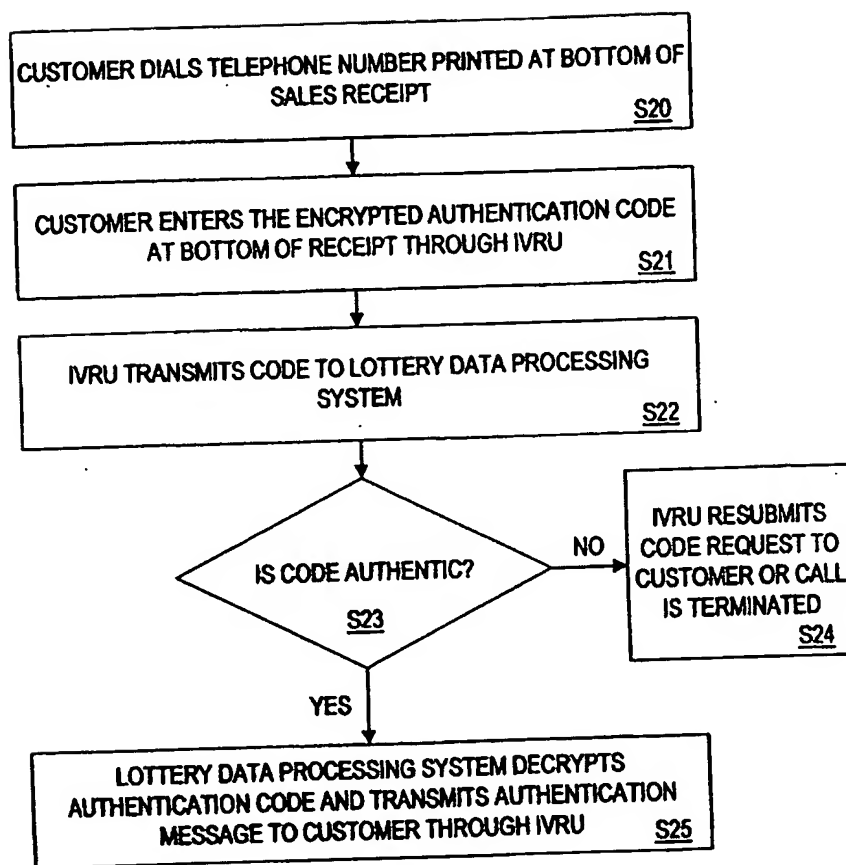 CUSTOMER DIALS TELEPHONE NUMBER PRINTED AT BOTTOM OF
SALES RECEIPT
S20
CUSTOMER ENTERS THE ENCRYPTED AUTHENTICATION CODE
AT BOTTOM OF RECEIPT THROUGH IVRU
S21
IVRU TRANSMITS CODE TO LOTTERY DATA PROCESSING
SYSTEM
S22
IS CODE AUTHENTIC?
S23
NO
IVRU RESUBMITS
CODE REQUEST TO
CUSTOMER OR CALL
IS TERMINATED
S24
YES
LOTTERY DATA PROCESSING SYSTEM DECRYPTS
AUTHENTICATION CODE AND TRANSMITS AUTHENTICATION
MESSAGE TO CUSTOMER THROUGH IVRU
S25